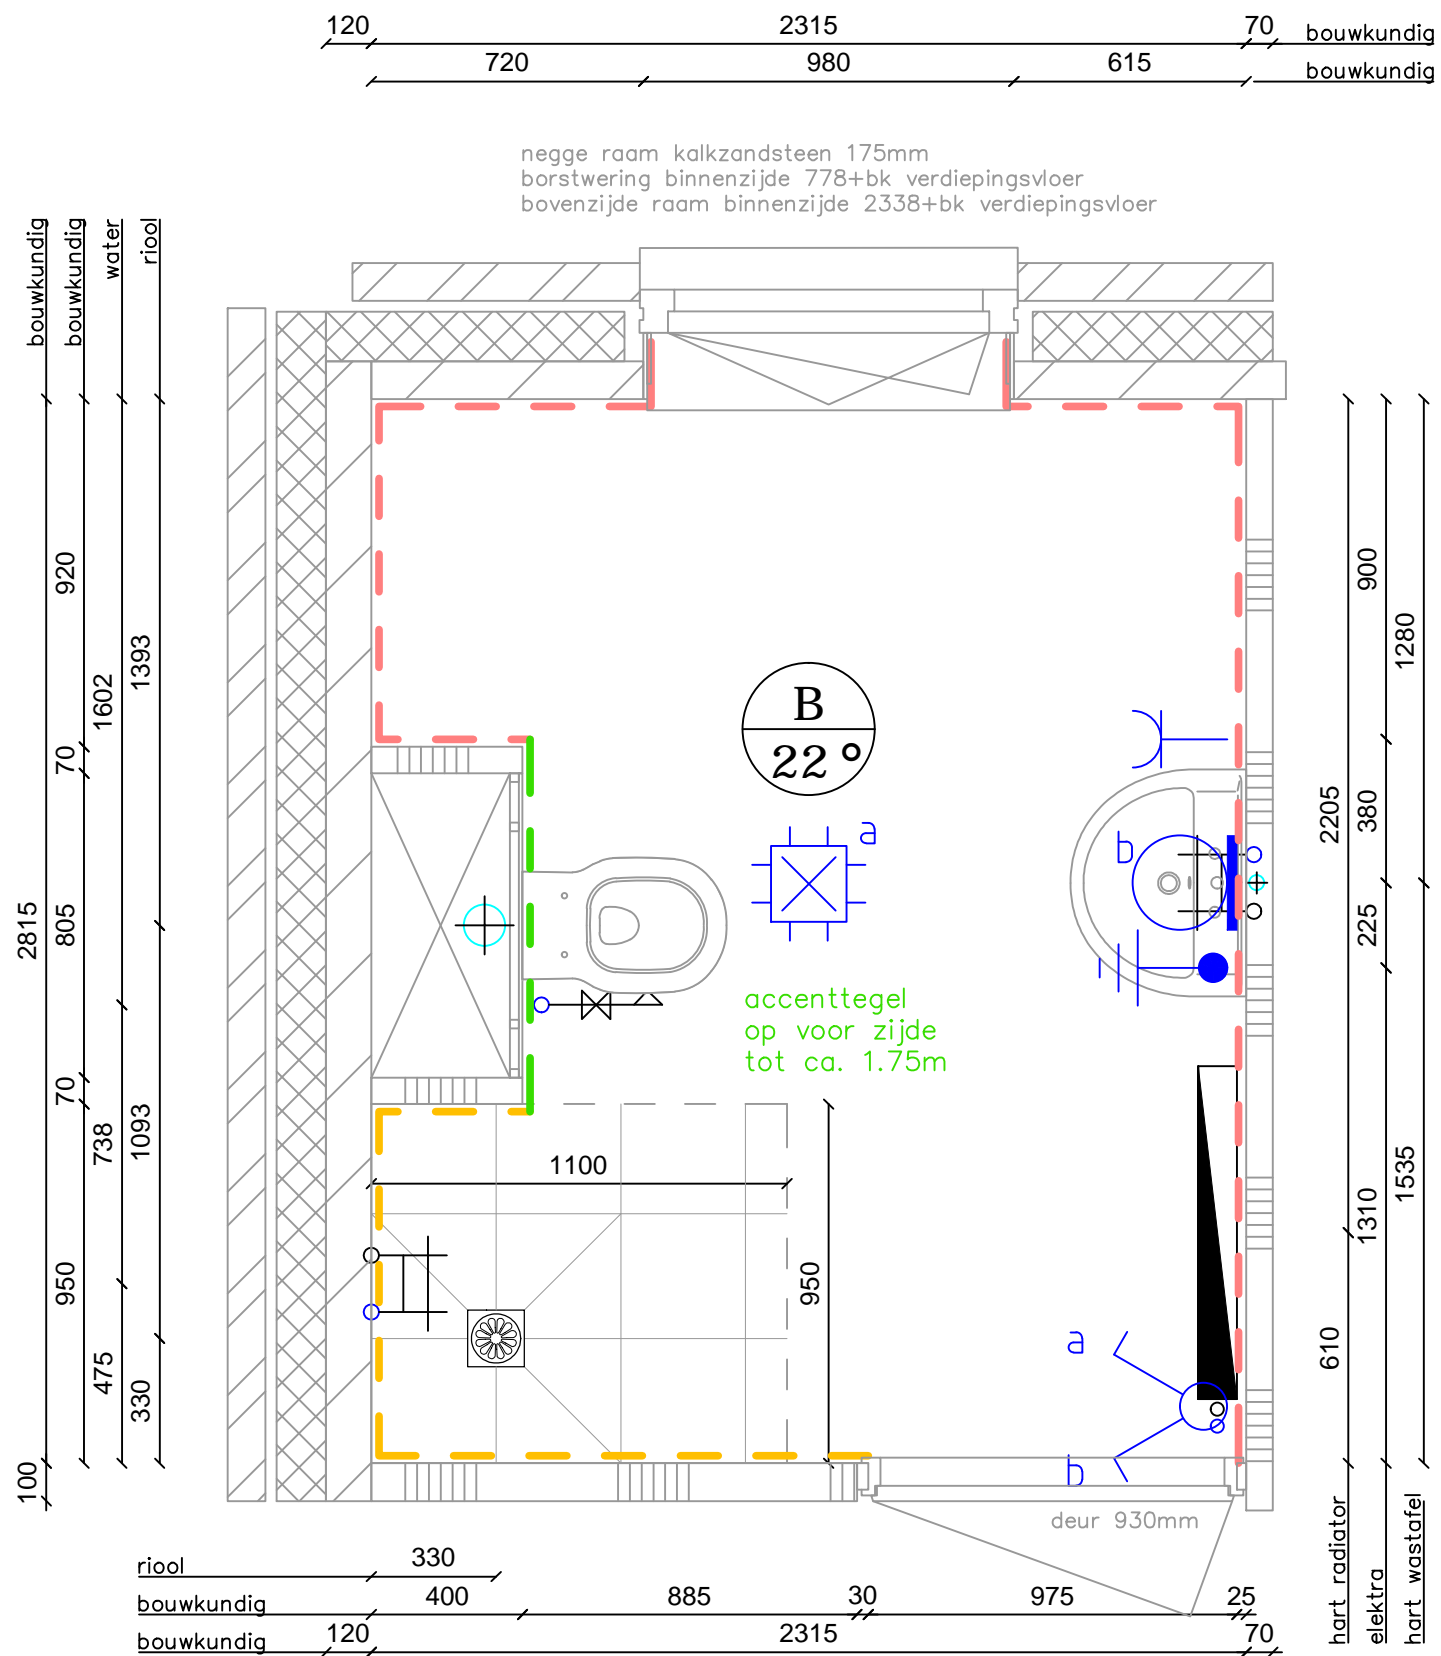 120
2315
70
bouwkundig
720
980
615
bouwkundig
negge raam kalkzandsteen 175mm
borstwering binnenzijde 778+bk verdiepingsvloer
bovenzijde raam binnenzijde 2338+bk verdiepingsvloer
bouwkundig
bouwkundig
water
riool
2815
100
920
70
805
70
950
1602
738
475
1393
1093
330
B
22°
a
b
accenttegel
op voor zijde
tot ca. 1.75m
1100
950
a
b
deur 930mm
2205
610
900
380
225
1310
1280
1535
hart radiator
elektra
hart wastafel
riool
330
bouwkundig
400
885
30
975
25
bouwkundig
120
2315
70